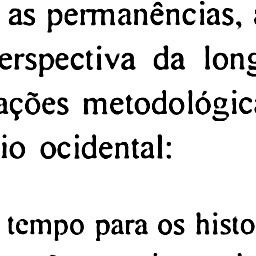 as permanências,
erspectiva da long
ações metodológica
io ocidental:
tempo para os histo